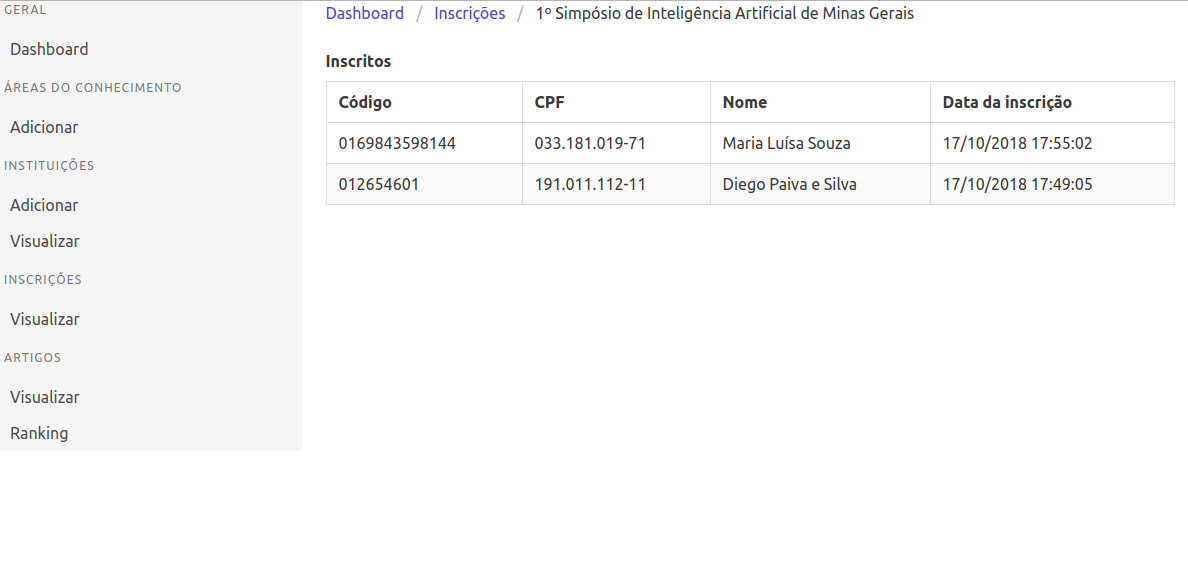 GERAL
Dashboard
ÁREAS DO CONHECIMENTO
Adicionar
INSTITUIÇÕES
Adicionar
Visualizar
INSCRIÇÕES
Visualizar
ARTIGOS
Visualizar
Ranking
Dashboard / Inscrições / 1º Simpósio de Inteligência Artificial de Minas Gerais
Inscritos
Código CPF Nome Data da inscrição
0169843598144 033.181.019-71 Maria Luísa Souza 17/10/2018 17:55:02
012654601 191.011.112-11 Diego Paiva e Silva 17/10/2018 17:49:05